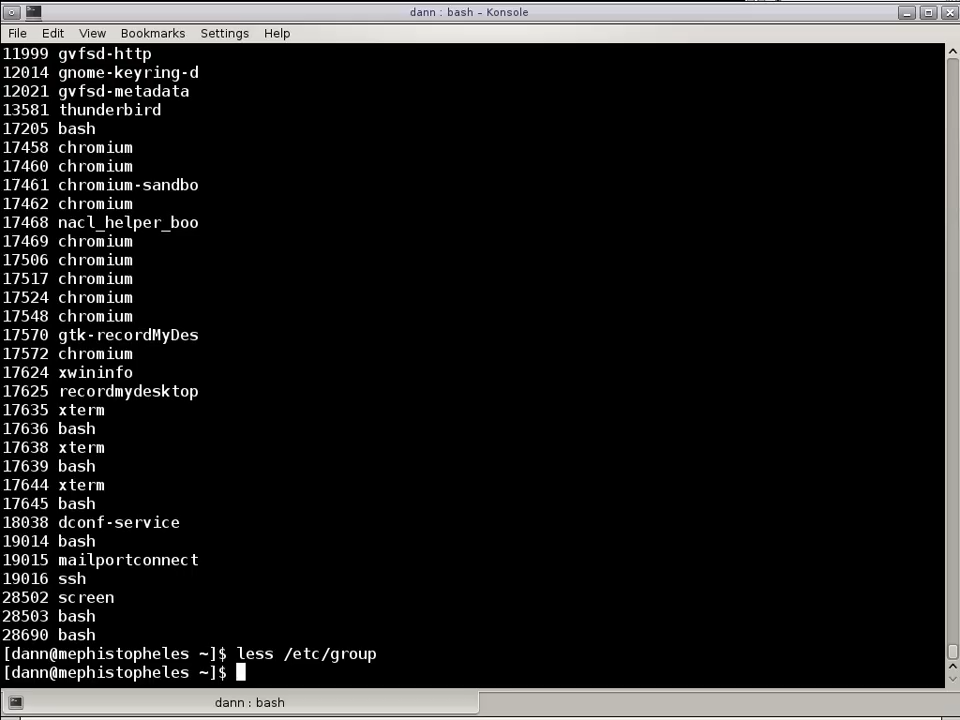 dann : bash – Konsole
File Edit View Bookmarks Settings Help
11999 gvfsd-http
12014 gnome-keyring-d
12021 gvfsd-metadata
13581 thunderbird
17205 bash
17458 chromium
17460 chromium
17461 chromium-sandbo
17462 chromium
17468 nacl_helper_boo
17469 chromium
17506 chromium
17517 chromium
17524 chromium
17548 chromium
17570 gtk-recordMyDes
17572 chromium
17624 xwininfo
17625 recordmydesktop
17635 xterm
17636 bash
17638 xterm
17639 bash
17644 xterm
17645 bash
18038 dconf-service
19014 bash
19015 mailportconnect
19016 ssh
28502 screen
28503 bash
28690 bash
[dann@mephistopheles ~]$ less /etc/group
[dann@mephistopheles ~]$
dann : bash